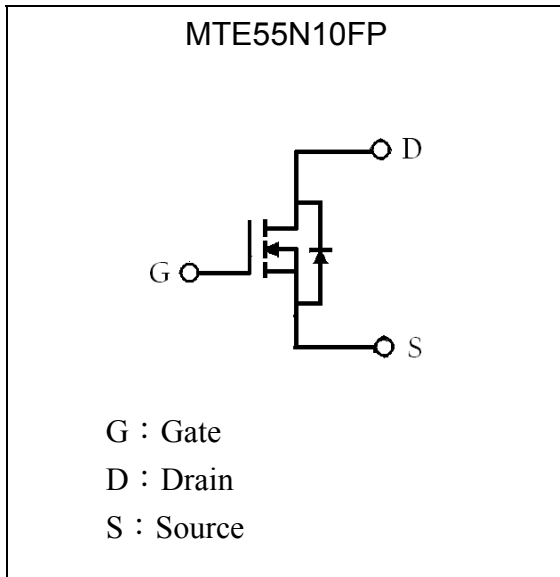 MTE55N10FP
D
G
S
G：Gate
D：Drain
S：Source